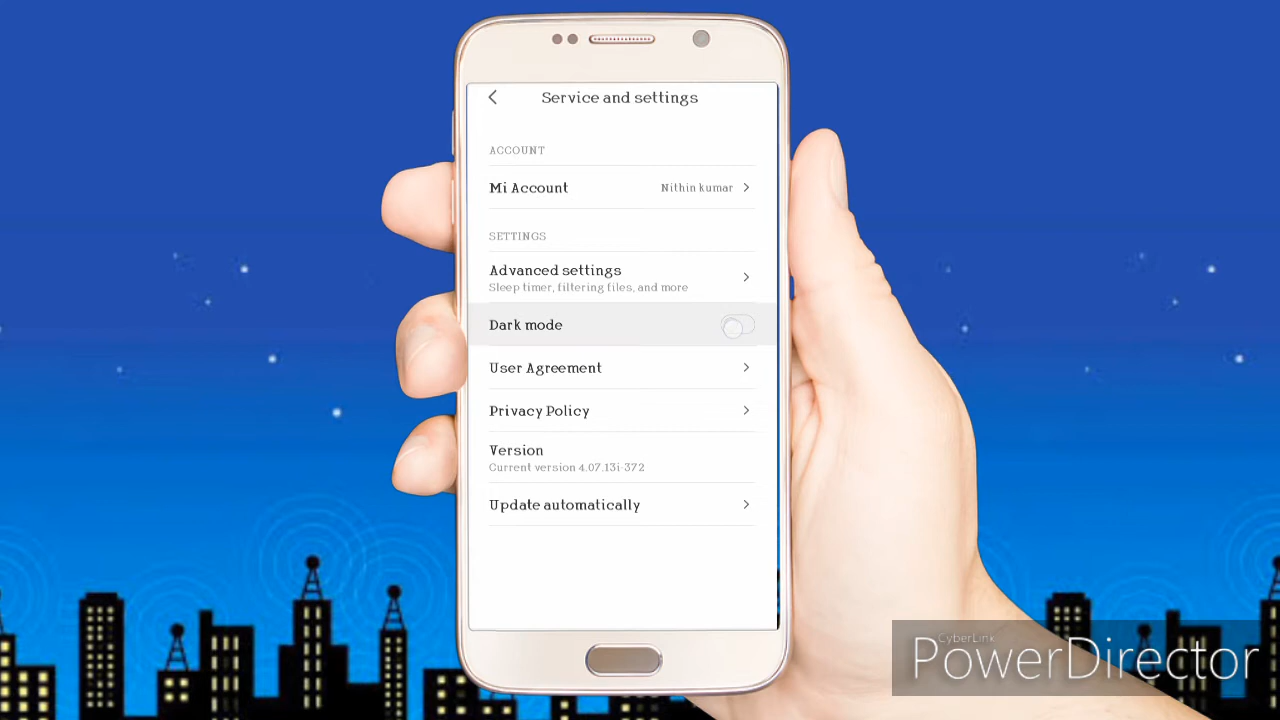 Service and settings
ACCOUNT
Mi Account Nithin kumar
SETTINGS
Advanced settings
Sleep timer, filtering files, and more
Dark mode
User Agreement
Privacy Policy
Version
Current version 4.07.13i-372
Update automatically
CyberLink
PowerDirector